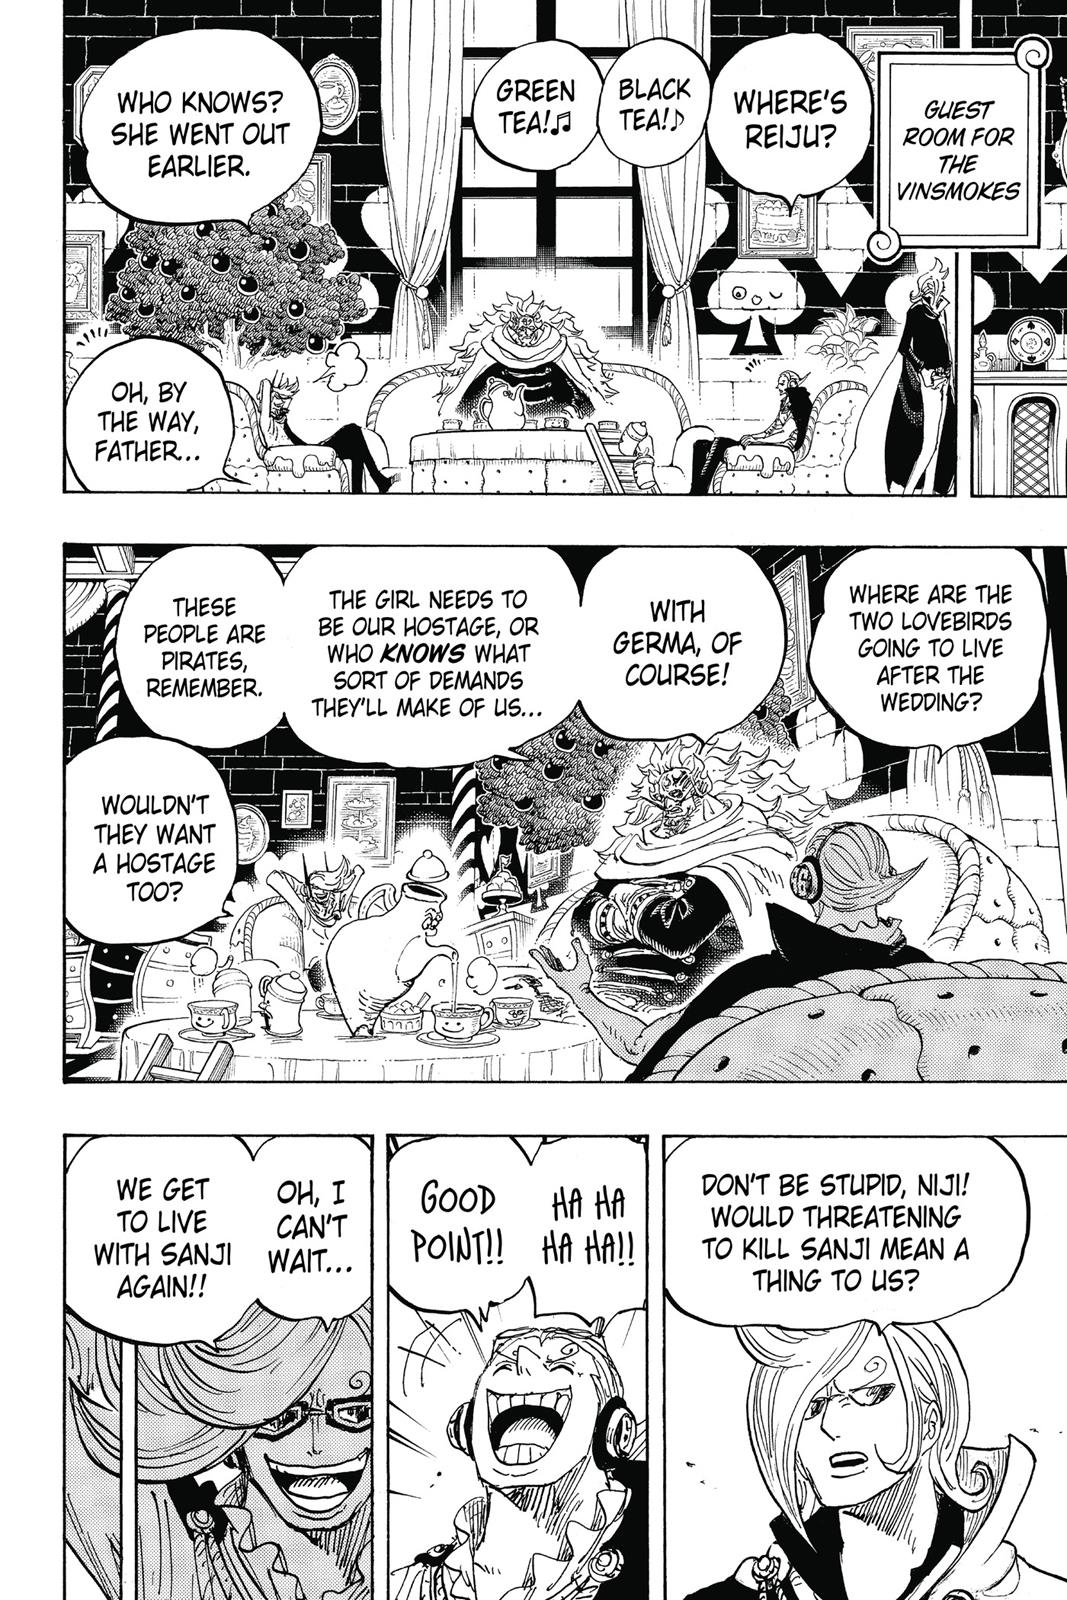 GUEST
ROOM FOR
THE
VINSMOKES
WHERE'S
REIJU?
BLACK
TEA!♪
GREEN
TEA!♫
WHO KNOWS?
SHE WENT OUT
EARLIER.
OH, BY
THE WAY,
FATHER...
WHERE ARE THE
TWO LOVEBIRDS
GOING TO LIVE
AFTER THE
WEDDING?
WITH
GERMA, OF
COURSE!
THE GIRL NEEDS TO
BE OUR HOSTAGE, OR
WHO KNOWS WHAT
SORT OF DEMANDS
THEY'LL MAKE OF US...
THESE
PEOPLE ARE
PIRATES,
REMEMBER.
WOULDN'T
THEY WANT
A HOSTAGE
TOO?
DON'T BE STUPID, NIJI!
WOULD THREATENING
TO KILL SANJI MEAN A
THING TO US?
HA HA
HA HA!!
GOOD
POINT!!
OH, I
CAN'T
WAIT...
WE GET
TO LIVE
WITH SANJI
AGAIN!!